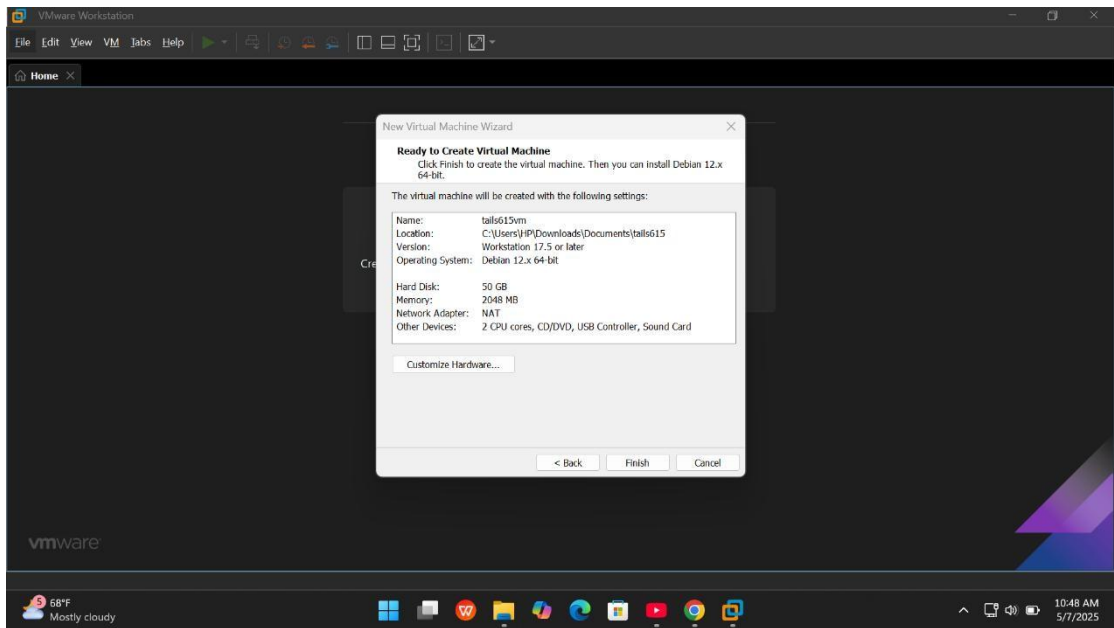 VMware Workstation
File Edit View VM Tabs Help
Home
New Virtual Machine Wizard
Ready to Create Virtual Machine
Click Finish to create the virtual machine. Then you can install Debian 12.x
64-bit.
The virtual machine will be created with the following settings:
Name: tails615vm
Location: C:\Users\HP\Downloads\Documents\tails615
Version: Workstation 17.5 or later
Operating System: Debian 12.x 64-bit
Cre
Hard Disk: 50 GB
Memory: 2048 MB
Network Adapter: NAT
Other Devices: 2 CPU cores, CD/DVD, USB Controller, Sound Card
Customize Hardware...
< Back Finish Cancel
vmware
5 68°F
Mostly cloudy
W
10:48 AM
5/7/2025